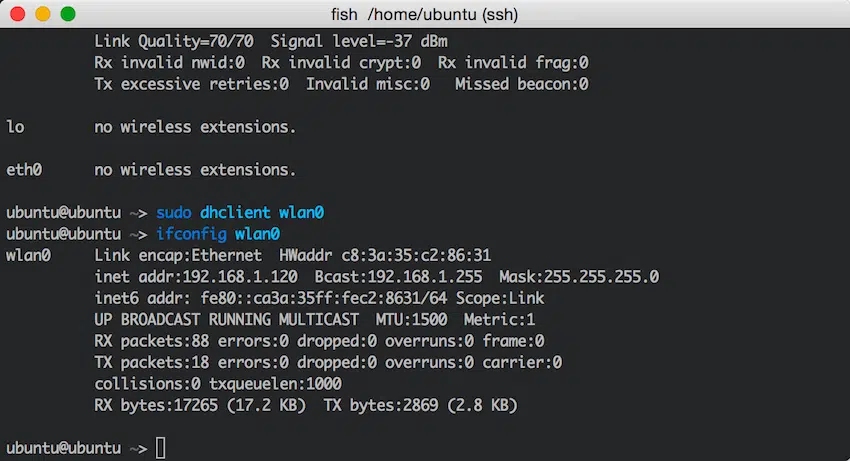 fish  /home/ubuntu (ssh)
Link Quality=70/70  Signal level=-37 dBm
Rx invalid nwid:0  Rx invalid crypt:0  Rx invalid frag:0
Tx excessive retries:0  Invalid misc:0   Missed beacon:0
lo        no wireless extensions.
eth0      no wireless extensions.
ubuntu@ubuntu ~> sudo dhclient wlan0
ubuntu@ubuntu ~> ifconfig wlan0
wlan0     Link encap:Ethernet  HWaddr c8:3a:35:c2:86:31
inet addr:192.168.1.120  Bcast:192.168.1.255  Mask:255.255.255.0
inet6 addr: fe80::ca3a:35ff:fec2:8631/64 Scope:Link
UP BROADCAST RUNNING MULTICAST  MTU:1500  Metric:1
RX packets:88 errors:0 dropped:0 overruns:0 frame:0
TX packets:18 errors:0 dropped:0 overruns:0 carrier:0
collisions:0 txqueuelen:1000
RX bytes:17265 (17.2 KB)  TX bytes:2869 (2.8 KB)
ubuntu@ubuntu ~>